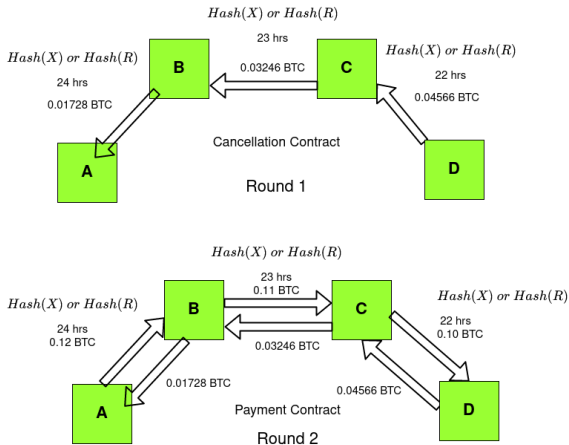 Hash(X) or Hash(R)
23 hrs
0.03246 BTC
Hash(X) or Hash(R)
24 hrs
0.01728 BTC
B
C
Hash(X) or Hash(R)
22 hrs
0.04566 BTC
Cancellation Contract
A
D
Round 1
Hash(X) or Hash(R)
23 hrs
0.11 BTC
Hash(X) or Hash(R)
24 hrs
0.12 BTC
B
C
Hash(X) or Hash(R)
22 hrs
0.10 BTC
0.03246 BTC
0.01728 BTC
0.04566 BTC
A
D
Payment Contract
Round 2